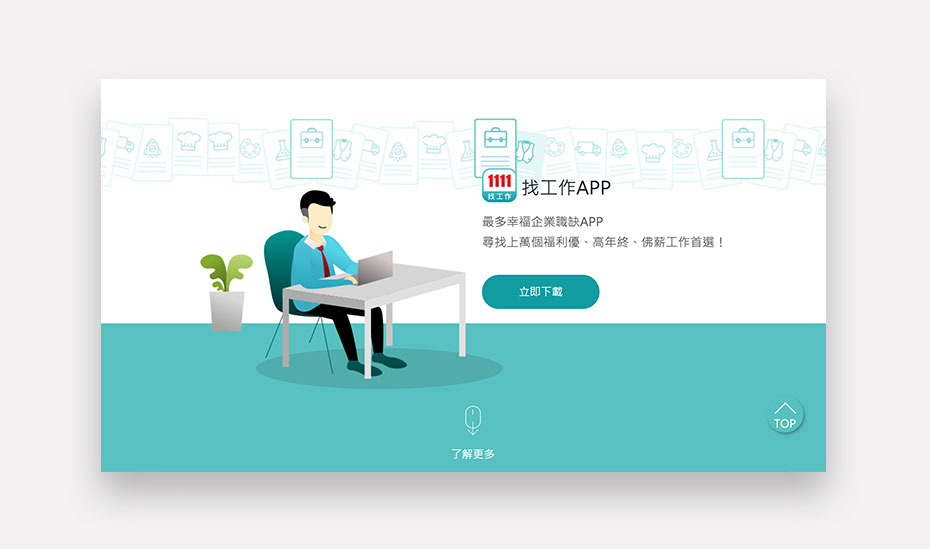 1111
找工作
找工作APP
最多幸福企業職缺APP
尋找上萬個福利優、高年終、佛薪工作首選！
立即下載
TOP
了解更多